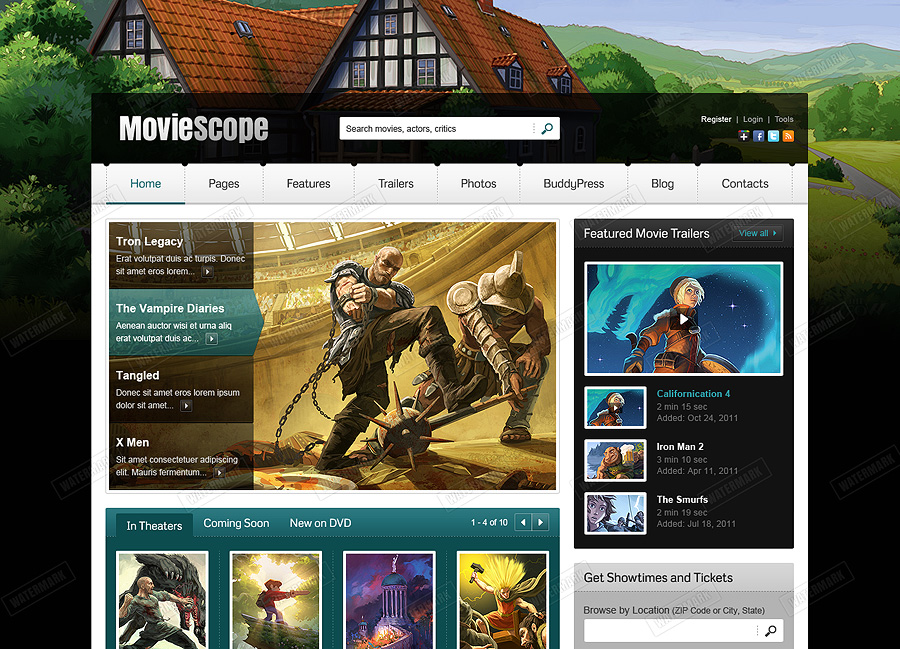 MovieScope
Search movies, actors, critics
Register | Login | Tools
Home
Pages
Features
Trailers
Photos
BuddyPress
Blog
Contacts
Tron Legacy
Erat volutpat duis ac turpis. Donec
sit amet eros lorem...
The Vampire Diaries
Aenean auctor wisi et urna aliq
erat volutpat duis ac...
Tangled
Donec sit amet eros lorem ipsum
dolor sit amet...
X Men
Sit amet consectetuer adipiscing
elit. Mauris fermentum...
Featured Movie Trailers
View all
Californication 4
2 min 15 sec
Added: Oct 24, 2011
Iron Man 2
3 min 10 sec
Added: Apr 11, 2011
The Smurfs
2 min 19 sec
Added: Jul 18, 2011
In Theaters
Coming Soon
New on DVD
1 - 4 of 10
Get Showtimes and Tickets
Browse by Location (ZIP Code or City, State)
WATERMARK